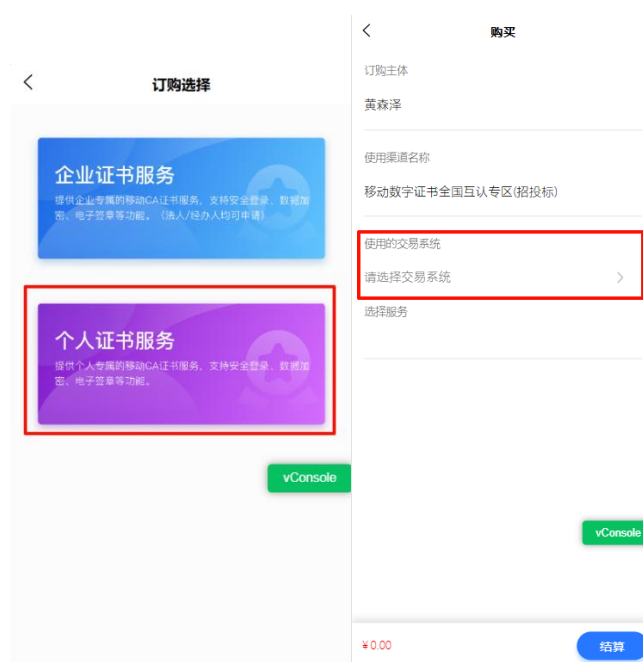 订购选择
企业证书服务
提供企业专属的移动CA证书服务，支持安全登录、数据加
密、电子签章等功能。（法人/经办人均可申请）
个人证书服务
提供个人专属的移动CA证书服务，支持安全登录、数据加
密、电子签章等功能。
vConsole
购买
订购主体
黄森泽
使用渠道名称
移动数字证书全国互认专区(招投标)
使用的交易系统
请选择交易系统
选择服务
vConsole
¥0.00
结算